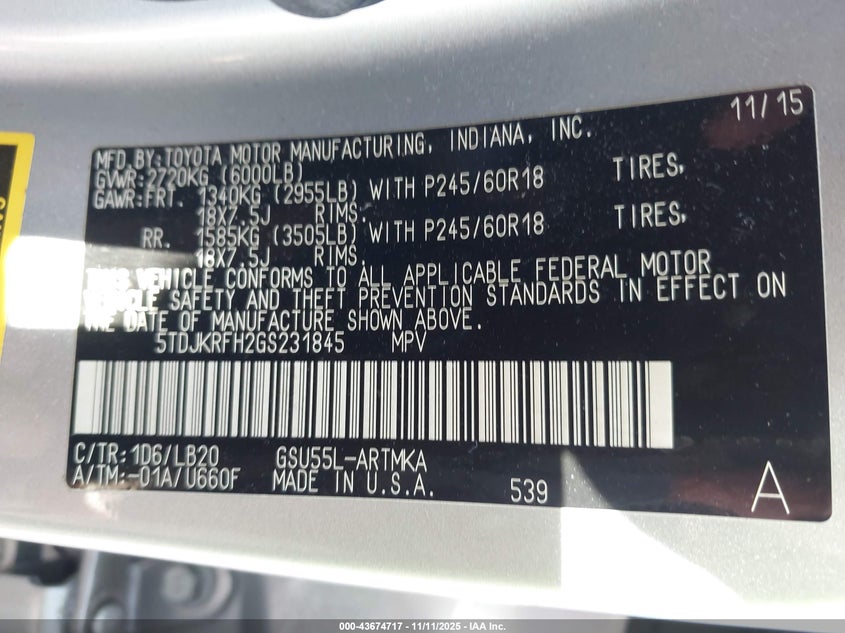 11/15
MFD.BY:TOYOTA MOTOR MANUFACTURING, INDIANA, INC.
GVWR:2720KG (6000LB)
GAWR:FRT. 1340KG (2955LB) WITH P245/60R18 TIRES,
18X7.5J RIMS.
RR. 1585KG (3505LB) WITH P245/60R18 TIRES,
18X7.5J RIMS.
THIS VEHICLE CONFORMS TO ALL APPLICABLE FEDERAL MOTOR
VEHICLE SAFETY AND THEFT PREVENTION STANDARDS IN EFFECT ON
THE DATE OF MANUFACTURE SHOWN ABOVE.
5TDJKRFH2GS231845 MPV
C/TR:1D6/LB20 GSU55L-ARTMKA
A/TM:-01A/U660F MADE IN U.S.A. 539 A
000-43674717 - 11/11/2025 - IAA Inc.